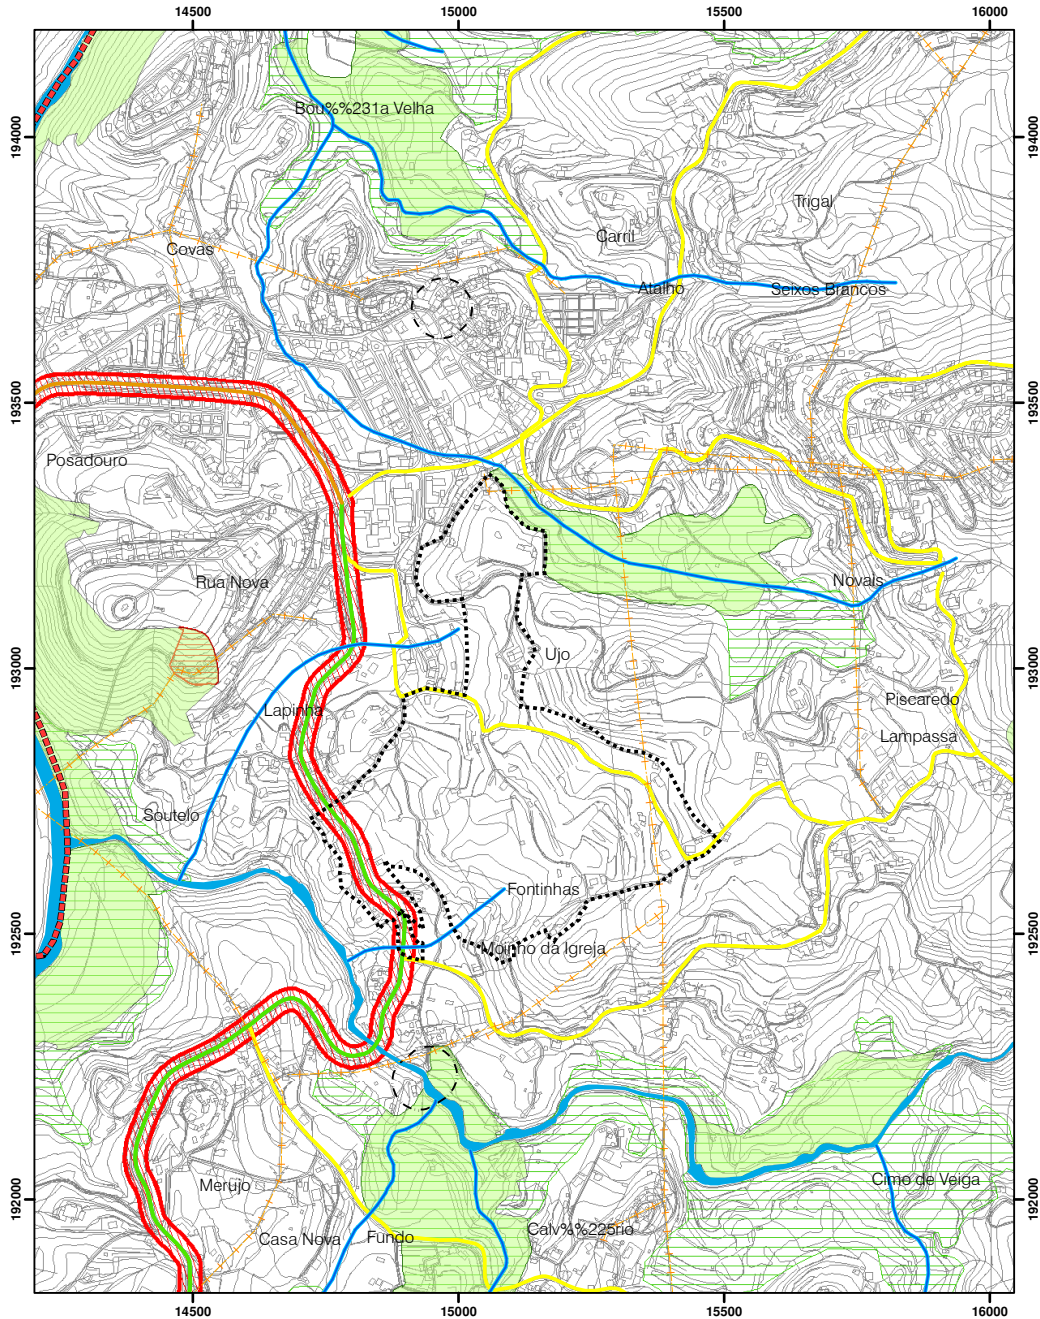 14500 15000 15500 16000
194000 194000
Bou%%231a Velha
Trigal
Carril
Covas
Atalho
Seixos Brancos
193500 193500
Posadouro
Rua Nova
Novais
193000 193000
Ujo
Piscaredo
Lapinha
Lampassa
Soutelo
Fontinhas
192500 192500
Moinho da Igreja
192000 192000
Cimo de Veiga
Merujo
Calv%%225rio
Casa Nova
Fundo
14500 15000 15500 16000